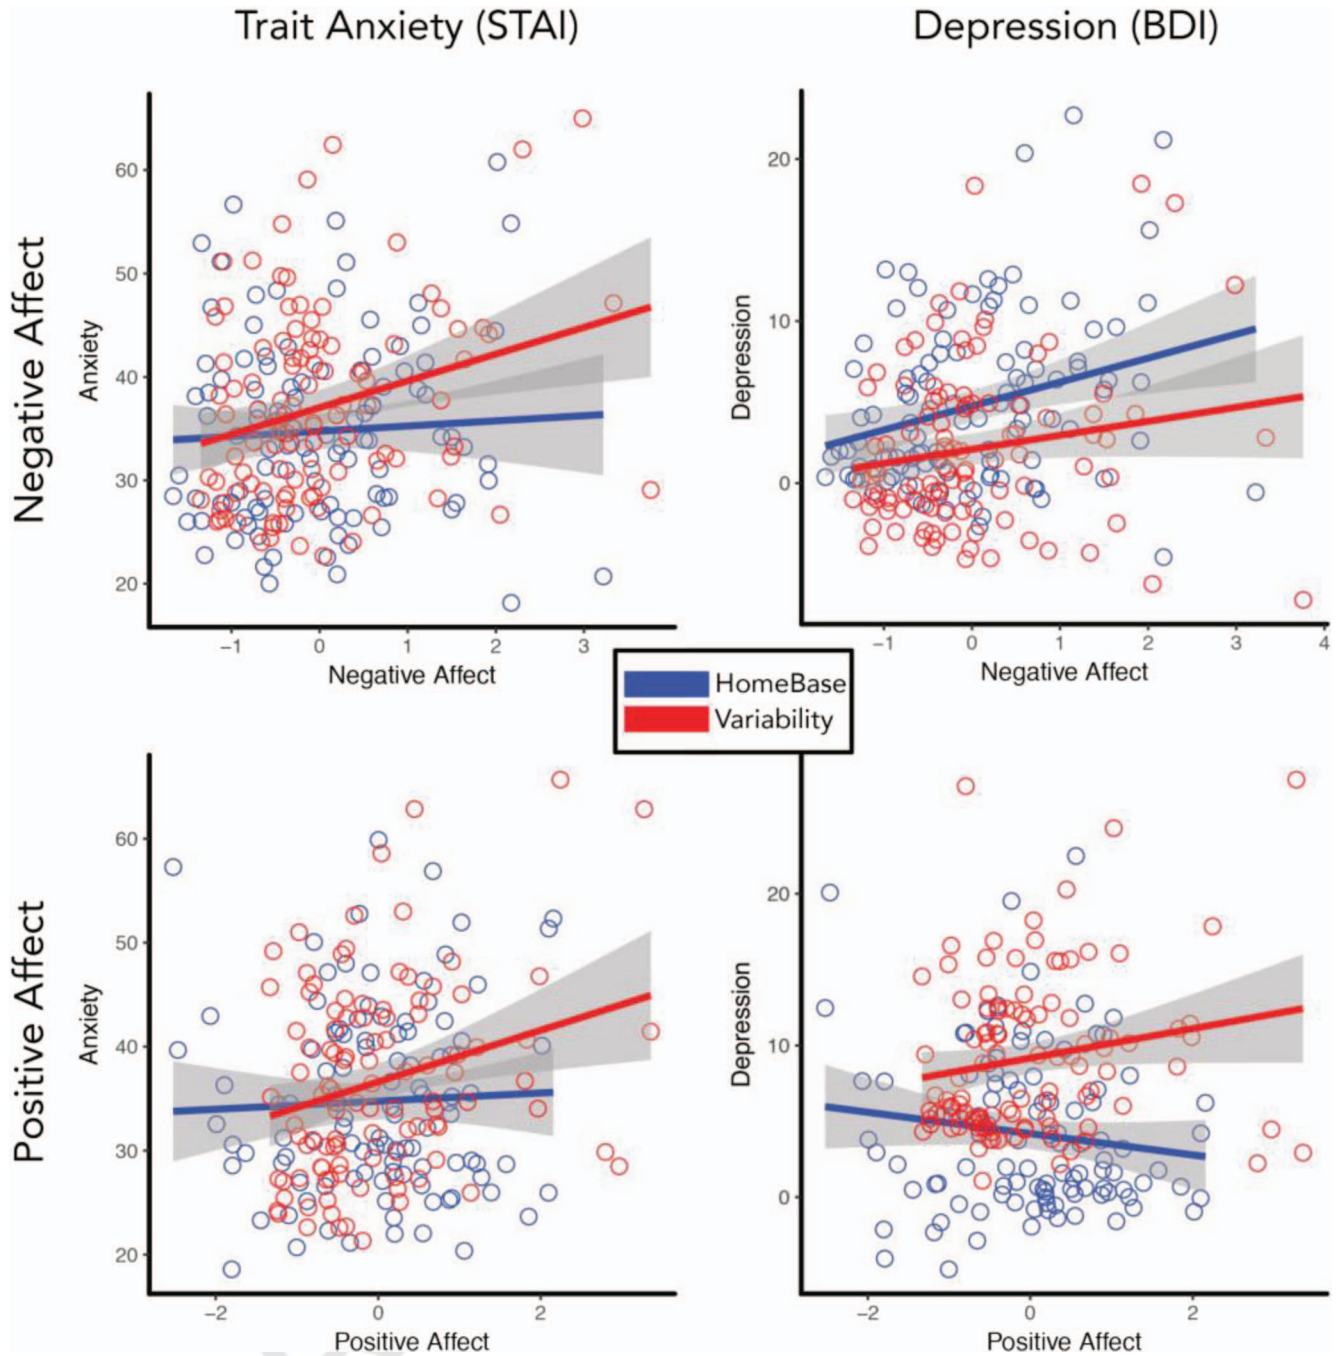 Trait Anxiety (STAI)
Depression (BDI)
Negative Affect
Anxiety
60
50
40
30
20
−1
0
1
2
3
Negative Affect
Depression
20
10
0
−1
0
1
2
3
4
Negative Affect
HomeBase
Variability
Positive Affect
Anxiety
60
50
40
30
20
−2
0
2
Positive Affect
Depression
20
10
0
−2
0
2
Positive Affect